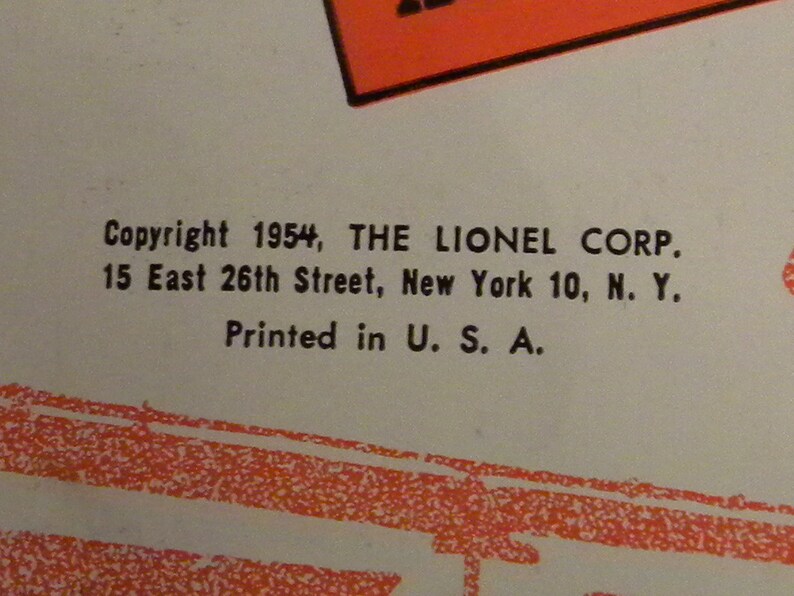 Copyright 1954, THE LIONEL CORP.
15 East 26th Street, New York 10, N. Y.
Printed in U. S. A.